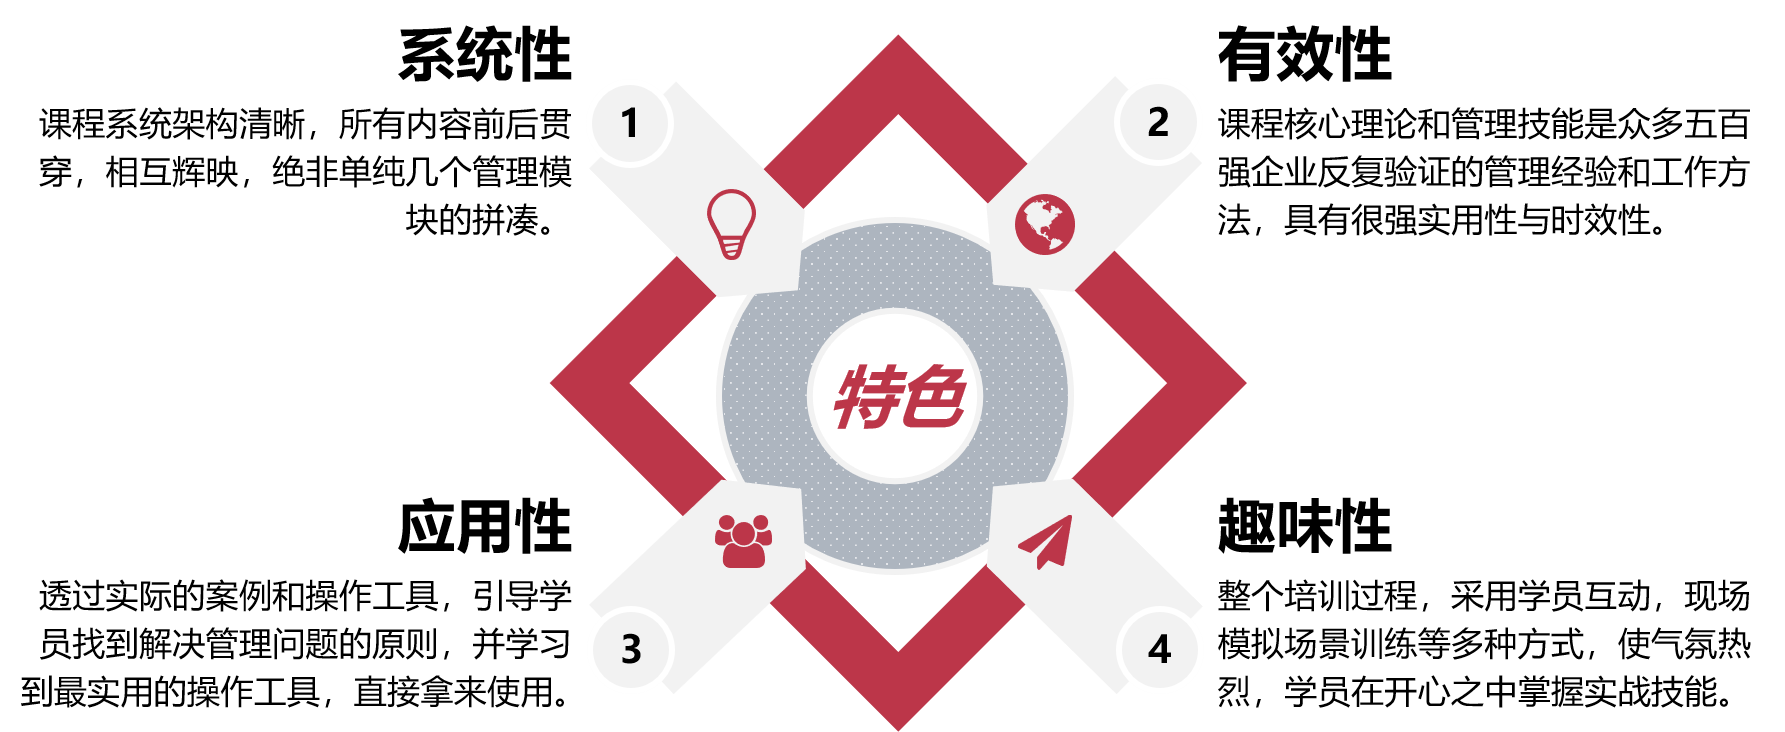 系统性
课程系统架构清晰，所有内容前后贯
穿，相互辉映，绝非单纯几个管理模
块的拼凑。
1
有效性
课程核心理论和管理技能是众多五百
强企业反复验证的管理经验和工作方
法，具有很强实用性与时效性。
2
特色
应用性
透过实际的案例和操作工具，引导学
员找到解决管理问题的原则，并学习
到最实用的操作工具，直接拿来使用。
3
趣味性
整个培训过程，采用学员互动，现场
模拟场景训练等多种方式，使气氛热
烈，学员在开心之中掌握实战技能。
4